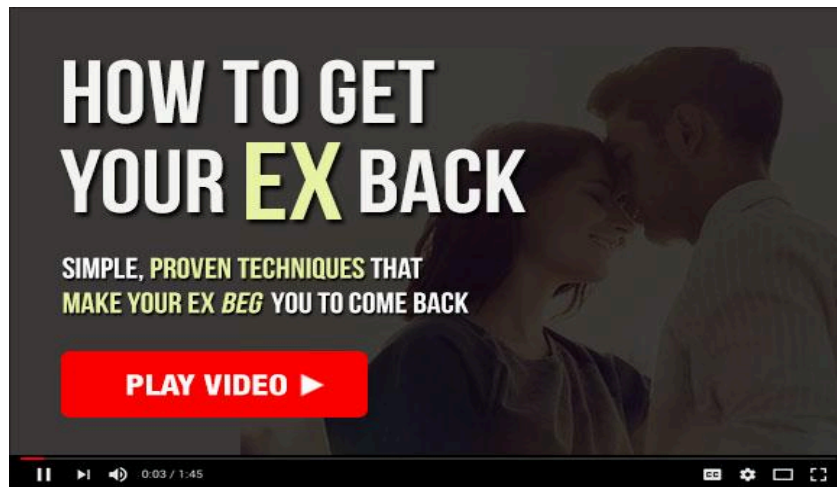 HOW TO GET
YOUR EX BACK
SIMPLE, PROVEN TECHNIQUES THAT
MAKE YOUR EX BEG YOU TO COME BACK
PLAY VIDEO
0:03 / 1:45
CC